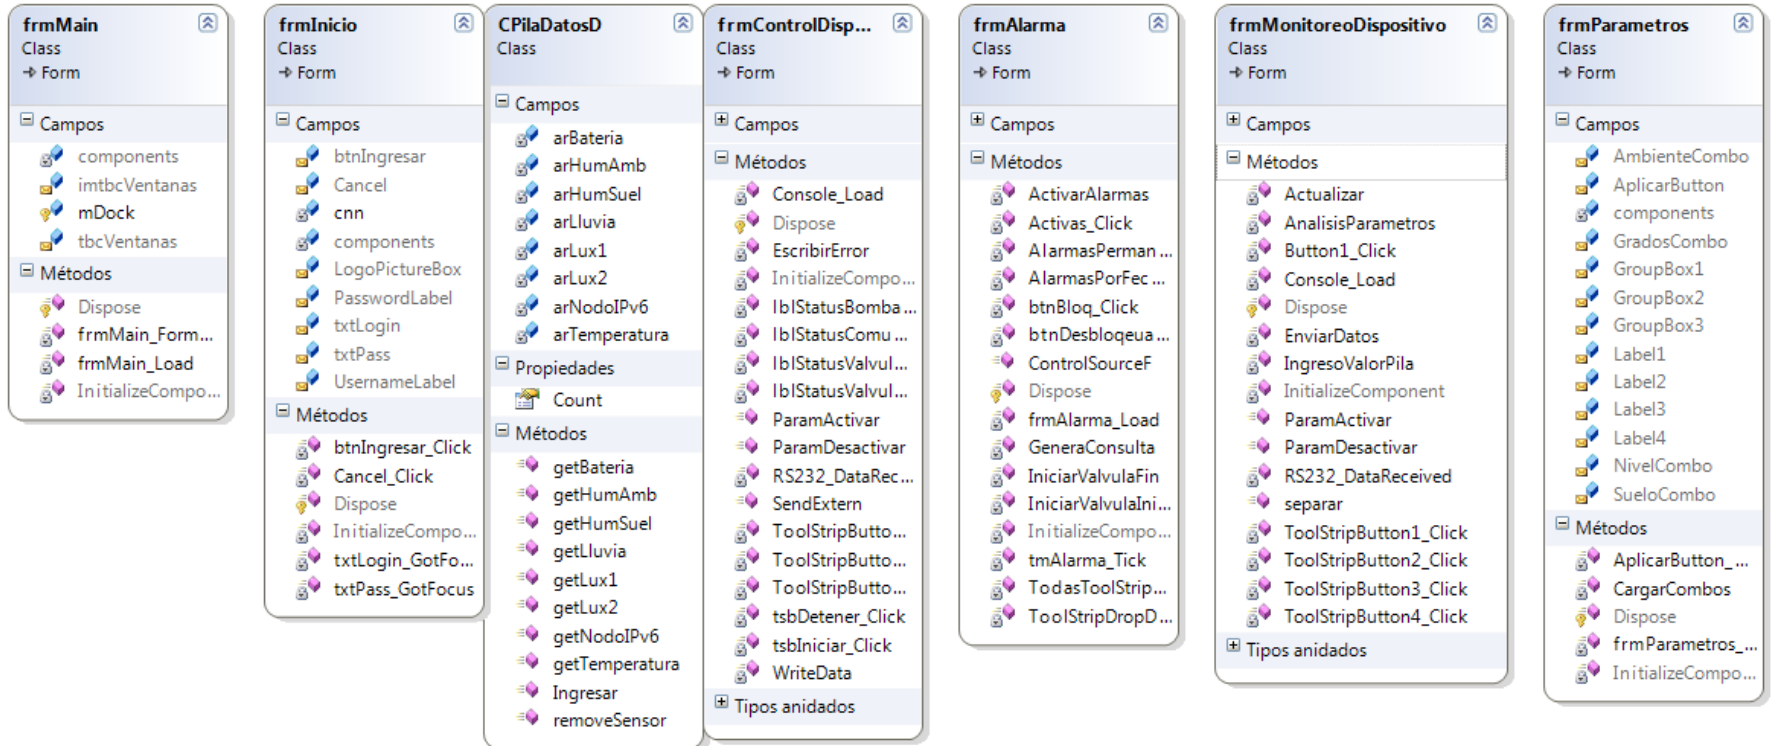 frmMain
Class
Form
Campos
components
imtbcVentanas
mDock
tbcVentanas
Métodos
Dispose
frmMain_Form...
frmMain_Load
InitializeCompo...
frmInicio
Class
Form
Campos
btnIngresar
Cancel
cnn
components
LogoPictureBox
PasswordLabel
txtLogin
txtPass
UsernameLabel
Métodos
btnIngresar_Click
Cancel_Click
Dispose
InitializeCompo...
txtLogin_GotFo...
txtPass_GotFocus
CPilaDatosD
Class
Campos
arBateria
arHumAmb
arHumSuel
arLluvia
arLux1
arLux2
arNodoIPv6
arTemperatura
Propiedades
Count
Métodos
getBateria
getHumAmb
getHumSuel
getLluvia
getLux1
getLux2
getNodoIPv6
getTemperatura
Ingresar
removeSensor
frmControlDisp...
Class
Form
Campos
Métodos
Console_Load
Dispose
EscribirError
InitializeCompo...
lblStatusBomba...
lblStatusComu...
lblStatusValvul...
lblStatusValvul...
ParamActivar
ParamDesactivar
RS232_DataRec...
SendExtern
ToolStripButto...
ToolStripButto...
ToolStripButto...
tsbDetener_Click
tsbIniciar_Click
WriteData
Tipos anidados
frmAlarma
Class
Form
Campos
Métodos
ActivarAlarmas
Activas_Click
AlarmasPerman...
AlarmasPorFec...
btnBloq_Click
btnDesbloqeua...
ControlSourceF
Dispose
frmAlarma_Load
GeneraConsulta
IniciarValvulaFin
IniciarValvulaIni...
InitializeCompo...
tmAlarma_Tick
TodasToolStrip...
ToolStripDropD...
frmMonitoreoDispositivo
Class
Form
Campos
Métodos
Actualizar
AnalisisParametros
Button1_Click
Console_Load
Dispose
EnviarDatos
IngresoValorPila
InitializeComponent
ParamActivar
ParamDesactivar
RS232_DataReceived
separar
ToolStripButton1_Click
ToolStripButton2_Click
ToolStripButton3_Click
ToolStripButton4_Click
Tipos anidados
frmParametros
Class
Form
Campos
AmbienteCombo
AplicarButton
components
GradosCombo
GroupBox1
GroupBox2
GroupBox3
Label1
Label2
Label3
Label4
NivelCombo
SueloCombo
Métodos
AplicarButton_...
CargarCombos
Dispose
frmParametros_...
InitializeCompo...